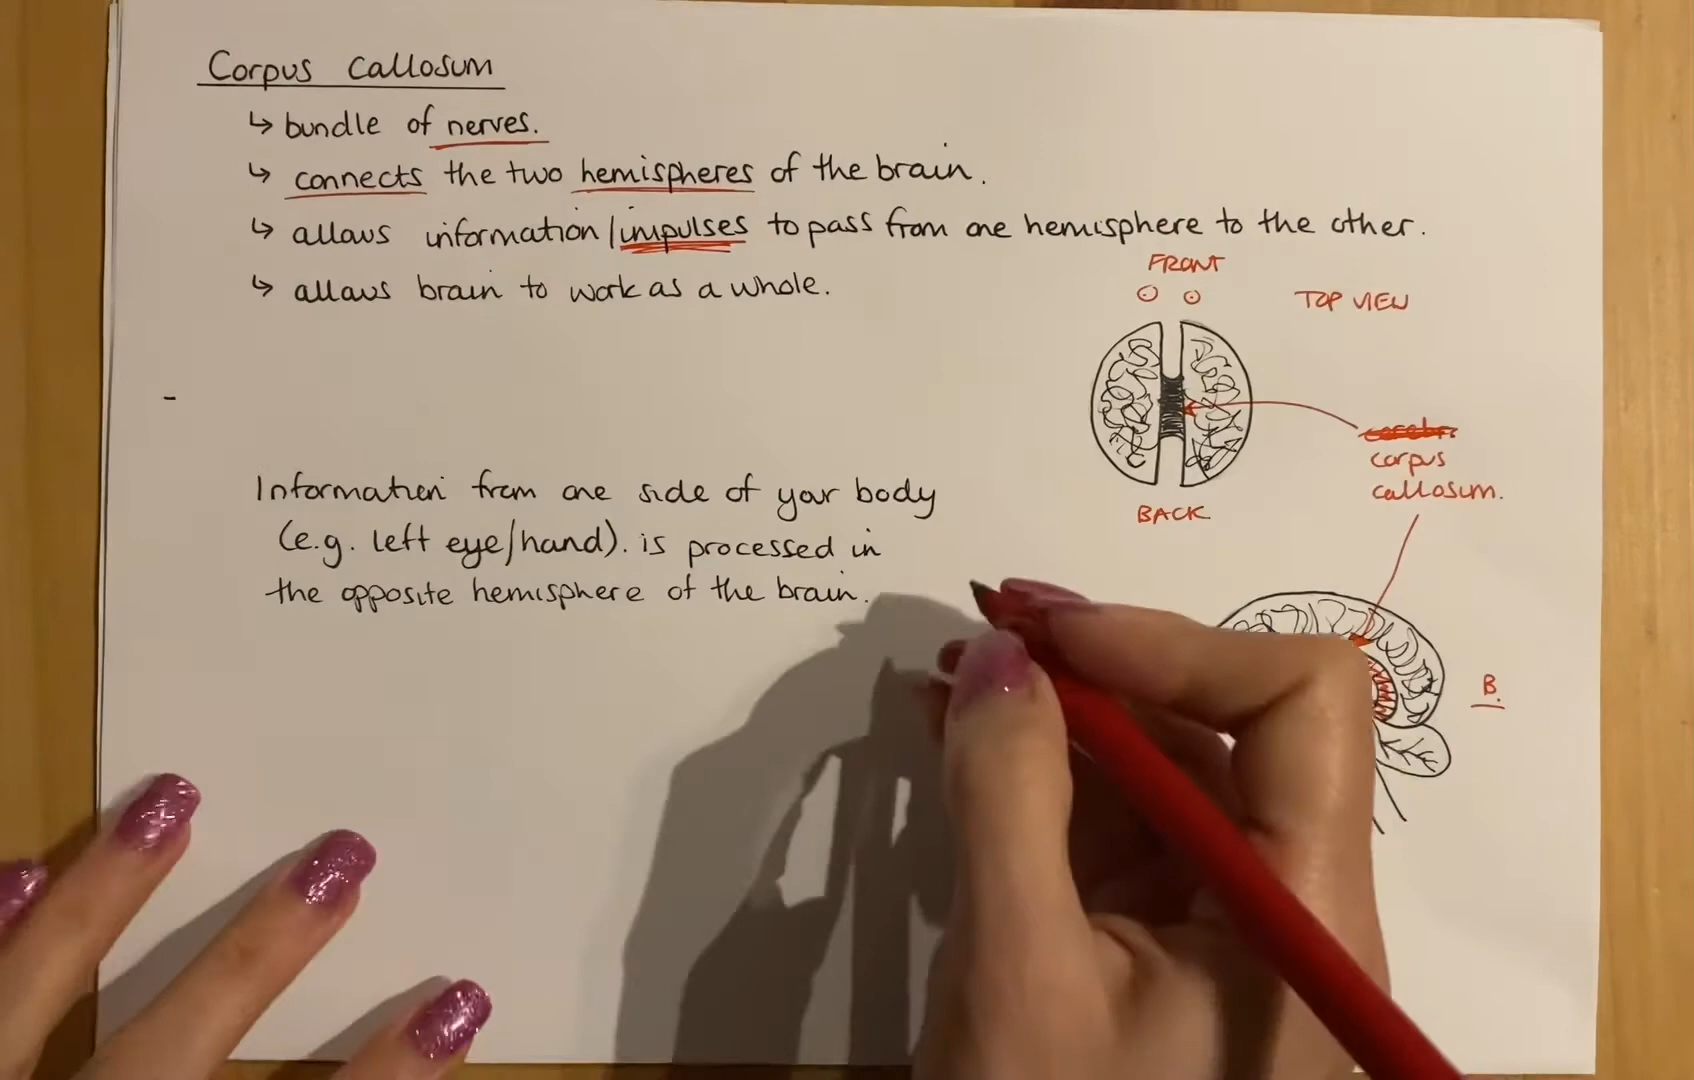 Corpus callosum
↳ bundle of nerves.
↳ connects the two hemispheres of the brain.
↳ allows information/impulses to pass from one hemisphere to the other.
↳ allows brain to work as a whole.
FRONT
TOP VIEW
corpus
callosum.
BACK
-
Information from one side of your body
(e.g. left eye/hand). is processed in
the opposite hemisphere of the brain.
B.